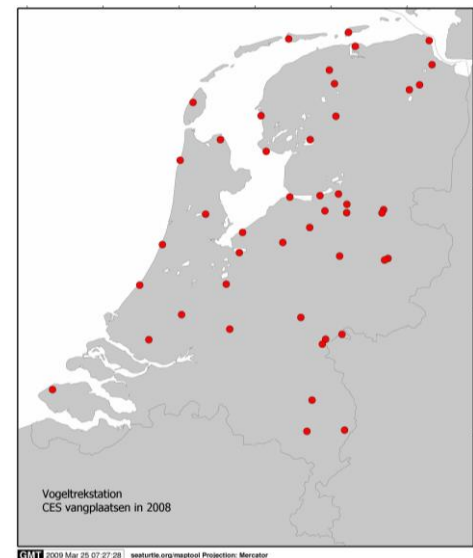 Vogeltrekstation
CES vangplaatsen in 2008
GMT 2009 Mar 25 07:27:28 seaturtle.org/maptool Projection: Mercator